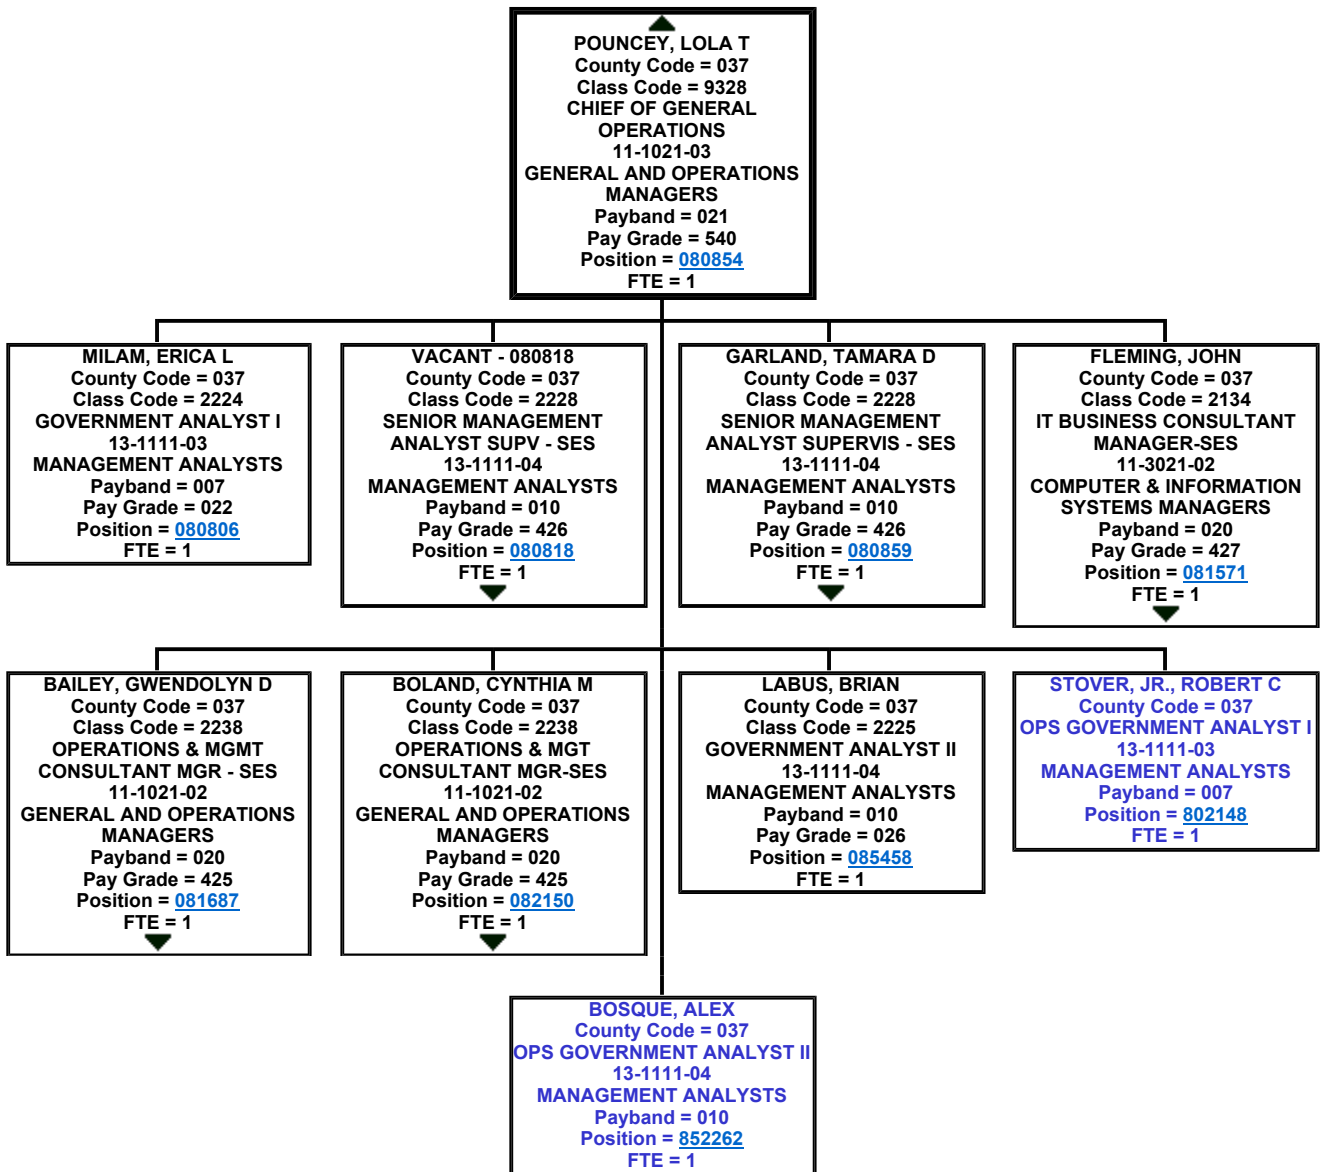 POUNCEY, LOLA T
County Code = 037
Class Code = 9328
CHIEF OF GENERAL
OPERATIONS
11-1021-03
GENERAL AND OPERATIONS
MANAGERS
Payband = 021
Pay Grade = 540
Position = 080854
FTE = 1
MILAM, ERICA L
County Code = 037
Class Code = 2224
GOVERNMENT ANALYST I
13-1111-03
MANAGEMENT ANALYSTS
Payband = 007
Pay Grade = 022
Position = 080806
FTE = 1
VACANT - 080818
County Code = 037
Class Code = 2228
SENIOR MANAGEMENT
ANALYST SUPV - SES
13-1111-04
MANAGEMENT ANALYSTS
Payband = 010
Pay Grade = 426
Position = 080818
FTE = 1
GARLAND, TAMARA D
County Code = 037
Class Code = 2228
SENIOR MANAGEMENT
ANALYST SUPERVIS - SES
13-1111-04
MANAGEMENT ANALYSTS
Payband = 010
Pay Grade = 426
Position = 080859
FTE = 1
FLEMING, JOHN
County Code = 037
Class Code = 2134
IT BUSINESS CONSULTANT
MANAGER-SES
11-3021-02
COMPUTER & INFORMATION
SYSTEMS MANAGERS
Payband = 020
Pay Grade = 427
Position = 081571
FTE = 1
BAILEY, GWENDOLYN D
County Code = 037
Class Code = 2238
OPERATIONS & MGMT
CONSULTANT MGR - SES
11-1021-02
GENERAL AND OPERATIONS
MANAGERS
Payband = 020
Pay Grade = 425
Position = 081687
FTE = 1
BOLAND, CYNTHIA M
County Code = 037
Class Code = 2238
OPERATIONS & MGT
CONSULTANT MGR-SES
11-1021-02
GENERAL AND OPERATIONS
MANAGERS
Payband = 020
Pay Grade = 425
Position = 082150
FTE = 1
LABUS, BRIAN
County Code = 037
Class Code = 2225
GOVERNMENT ANALYST II
13-1111-04
MANAGEMENT ANALYSTS
Payband = 010
Pay Grade = 026
Position = 085458
FTE = 1
STOVER, JR., ROBERT C
County Code = 037
OPS GOVERNMENT ANALYST I
13-1111-03
MANAGEMENT ANALYSTS
Payband = 007
Position = 802148
FTE = 1
BOSQUE, ALEX
County Code = 037
OPS GOVERNMENT ANALYST II
13-1111-04
MANAGEMENT ANALYSTS
Payband = 010
Position = 852262
FTE = 1